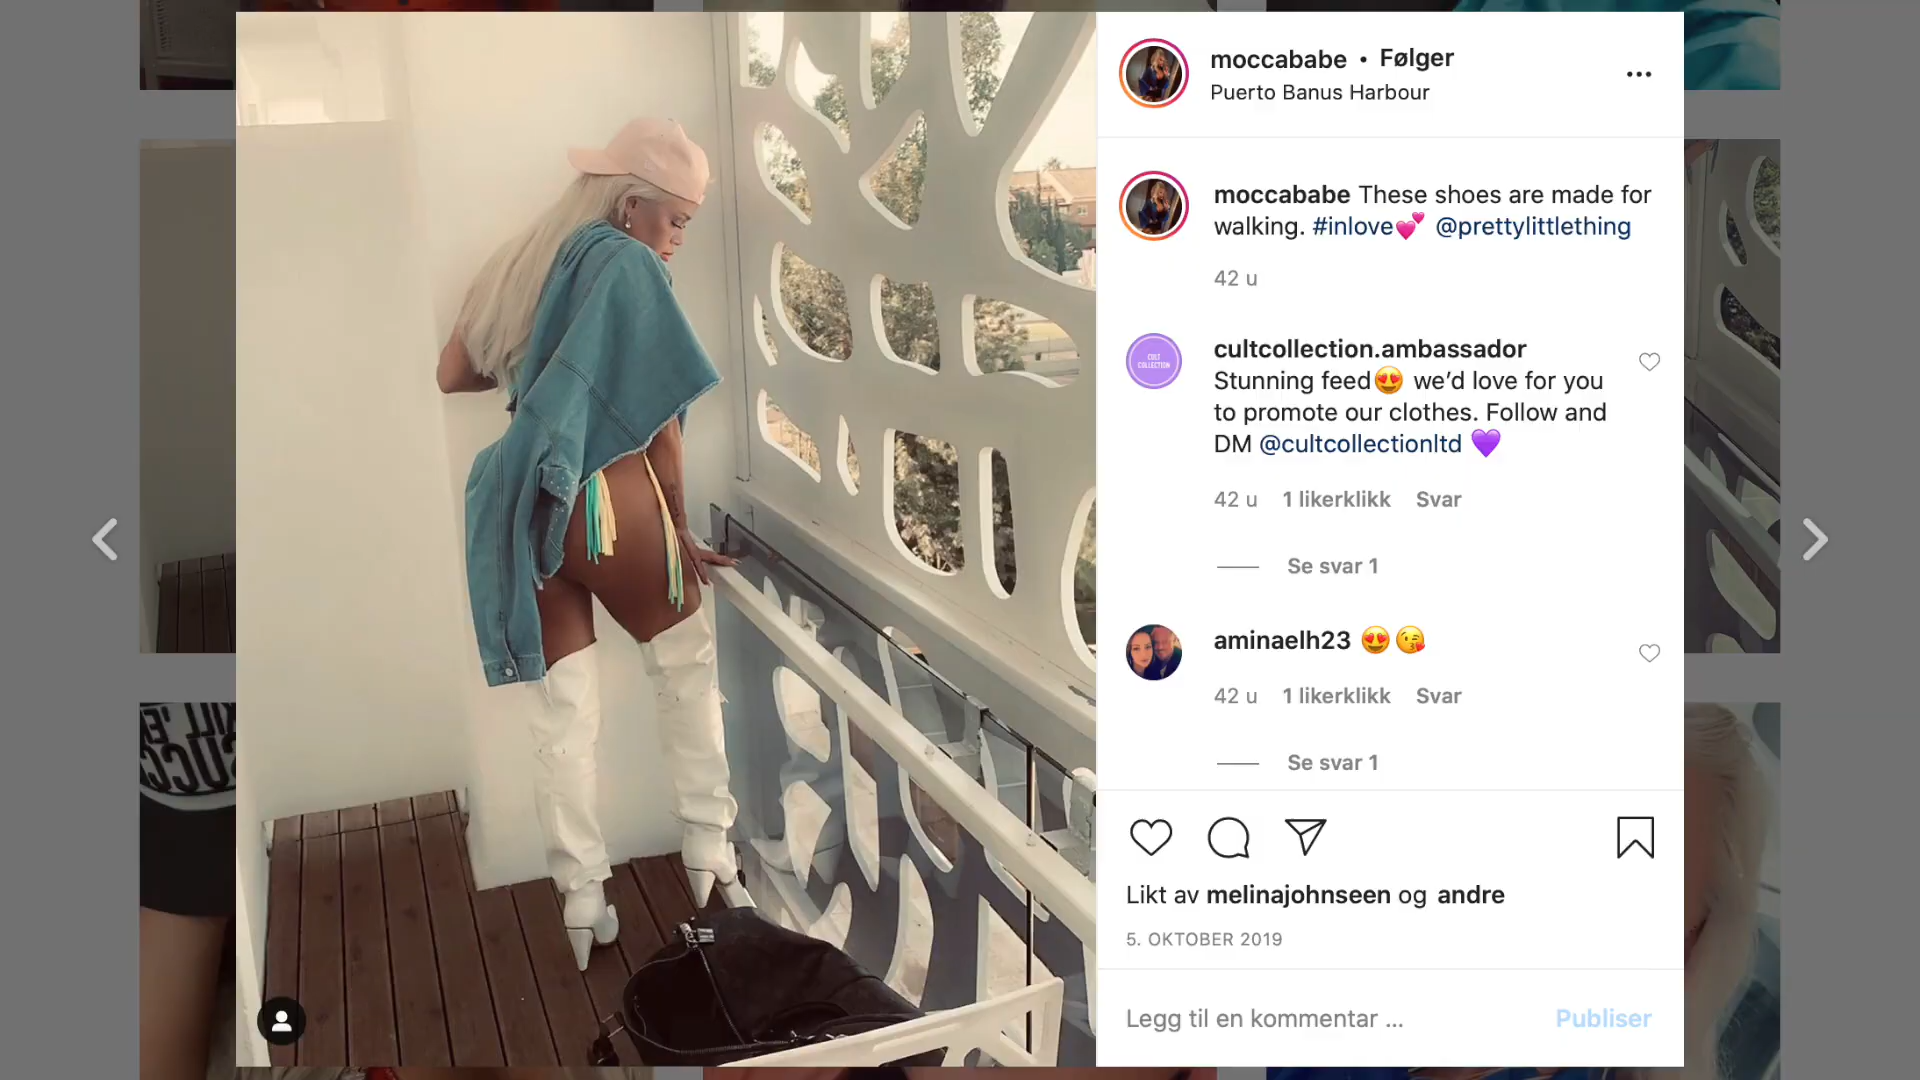 moccababe • Følger
Puerto Banus Harbour
moccababe These shoes are made for
walking. #inlove💕 @prettylittlething
42 u
CULT
COLLECTION
cultcollection.ambassador
Stunning feed😍 we’d love for you
to promote our clothes. Follow and
DM @cultcollectionltd 💜
42 u 1 likerklikk Svar
Se svar 1
aminaelh23 😍😘
42 u 1 likerklikk Svar
Se svar 1
Likt av melinajohnseen og andre
5. OKTOBER 2019
Legg til en kommentar ...
Publiser